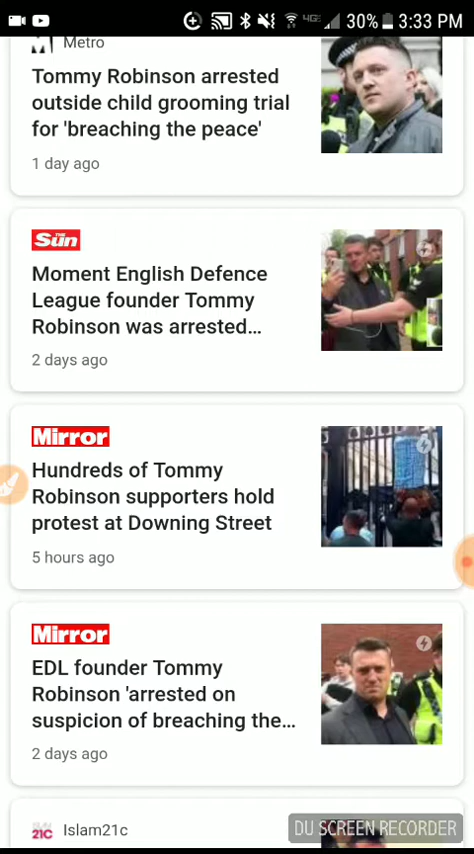 4G 30% 3:33 PM
Metro
Tommy Robinson arrested
outside child grooming trial
for 'breaching the peace'
1 day ago
THE Sun
Moment English Defence
League founder Tommy
Robinson was arrested...
2 days ago
Mirror
Hundreds of Tommy
Robinson supporters hold
protest at Downing Street
5 hours ago
Mirror
EDL founder Tommy
Robinson 'arrested on
suspicion of breaching the...
2 days ago
21C Islam21c
DU SCREEN RECORDER